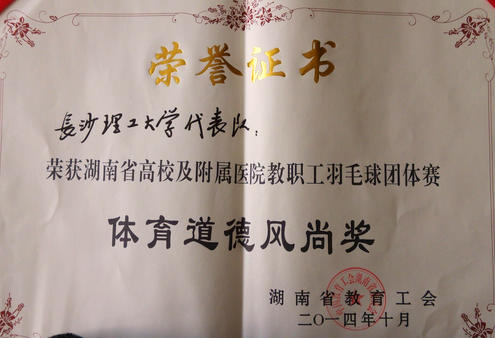 荣誉证书
长沙理工大学代表队：
荣获湖南省高校及附属医院教职工羽毛球团体赛
体育道德风尚奖
湖南省教育工会
二〇一四年十月